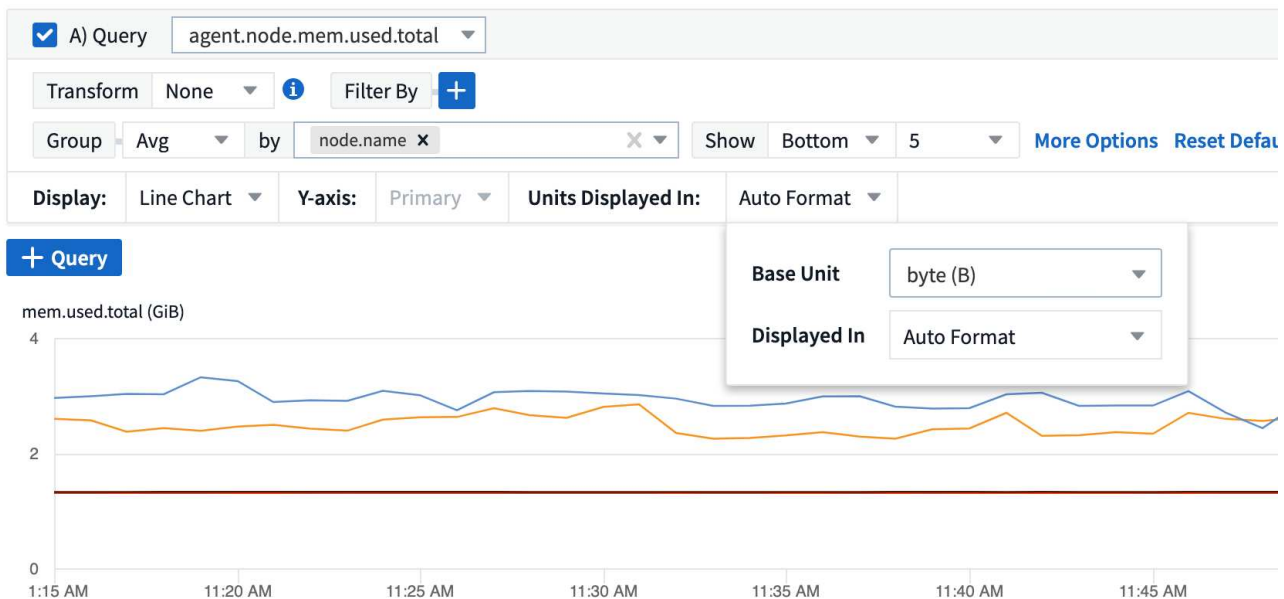 A) Query agent.node.mem.used.total
Transform None i Filter By +
Group Avg by node.name × Show Bottom 5 More Options Reset Defau
Display: Line Chart Y-axis: Primary Units Displayed In: Auto Format
+ Query
Base Unit byte (B)
Displayed In Auto Format
mem.used.total (GiB)
4
2
0
1:15 AM 11:20 AM 11:25 AM 11:30 AM 11:35 AM 11:40 AM 11:45 AM